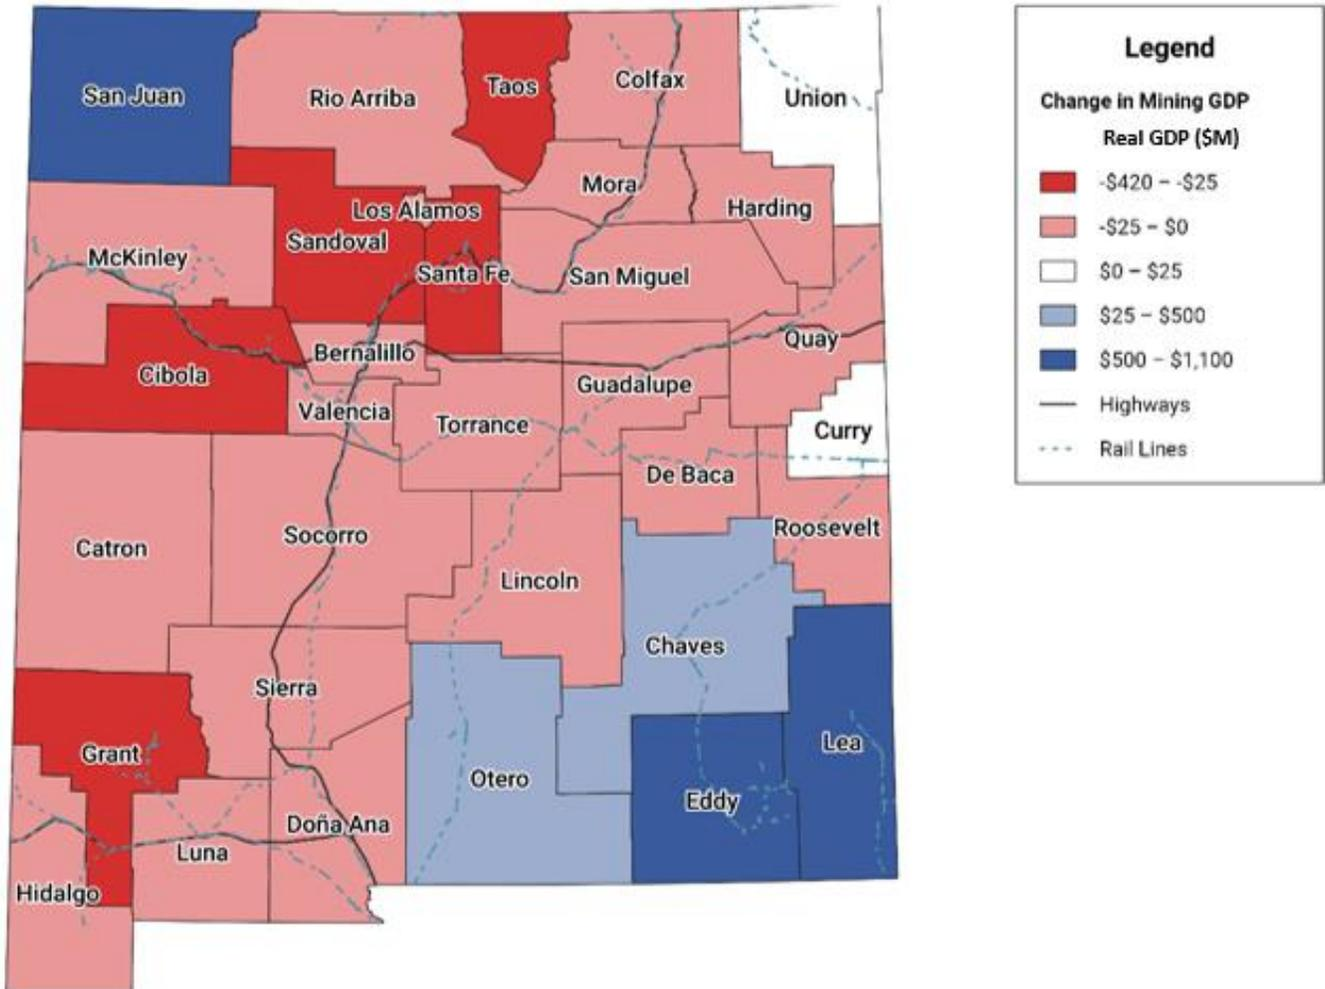 San Juan
Rio Arriba
Taos
Colfax
Union
Mora
Harding
Los Alamos
Sandoval
McKinley
Santa Fe
San Miguel
Quay
Bernalillo
Cibola
Guadalupe
Valencia
Torrance
Curry
De Baca
Roosevelt
Catron
Socorro
Lincoln
Chaves
Sierra
Grant
Otero
Lea
Eddy
Doña Ana
Luna
Hidalgo
Legend
Change in Mining GDP
Real GDP ($M)
-$420 – -$25
-$25 – $0
$0 – $25
$25 – $500
$500 – $1,100
Highways
Rail Lines